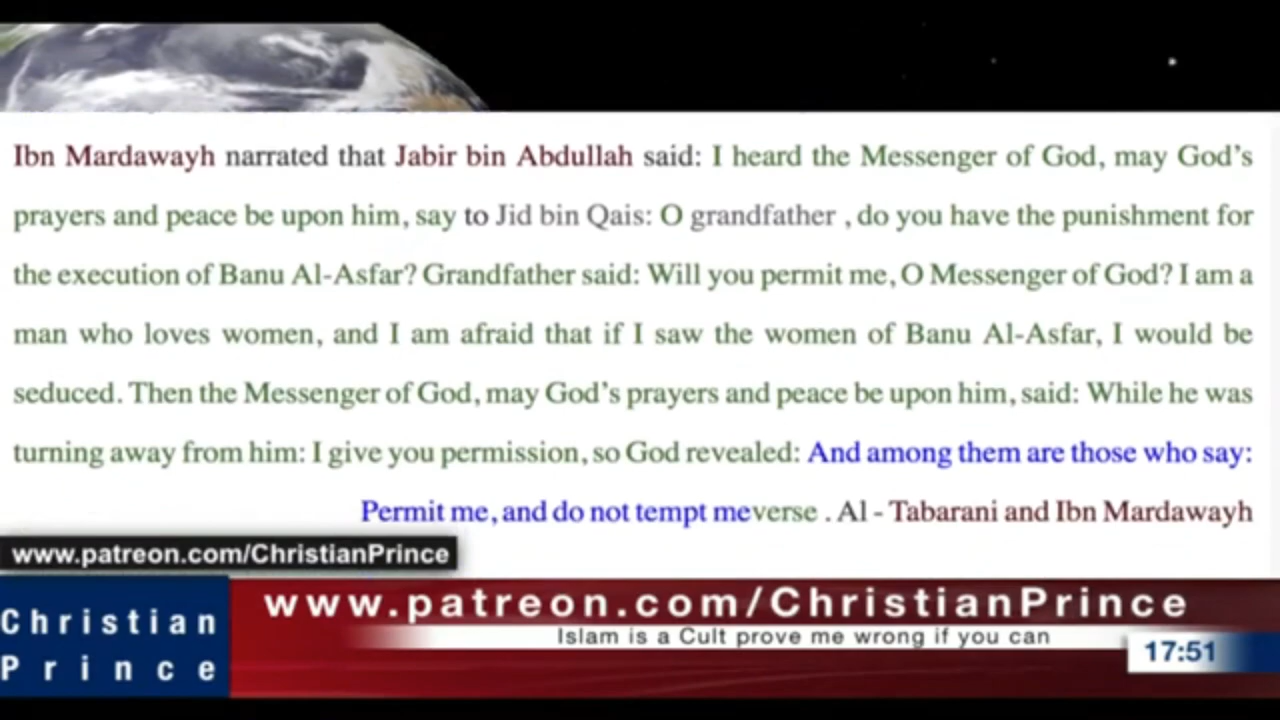 Ibn Mardawayh narrated that Jabir bin Abdullah said: I heard the Messenger of God, may God's
prayers and peace be upon him, say to Jid bin Qais: O grandfather , do you have the punishment for
the execution of Banu Al-Asfar? Grandfather said: Will you permit me, O Messenger of God? I am a
man who loves women, and I am afraid that if I saw the women of Banu Al-Asfar, I would be
seduced. Then the Messenger of God, may God's prayers and peace be upon him, said: While he was
turning away from him: I give you permission, so God revealed: And among them are those who say:
Permit me, and do not tempt meverse . Al - Tabarani and Ibn Mardawayh
www.patreon.com/ChristianPrince
Christian
Prince
www.patreon.com/ChristianPrince
Islam is a Cult prove me wrong if you can
17:51